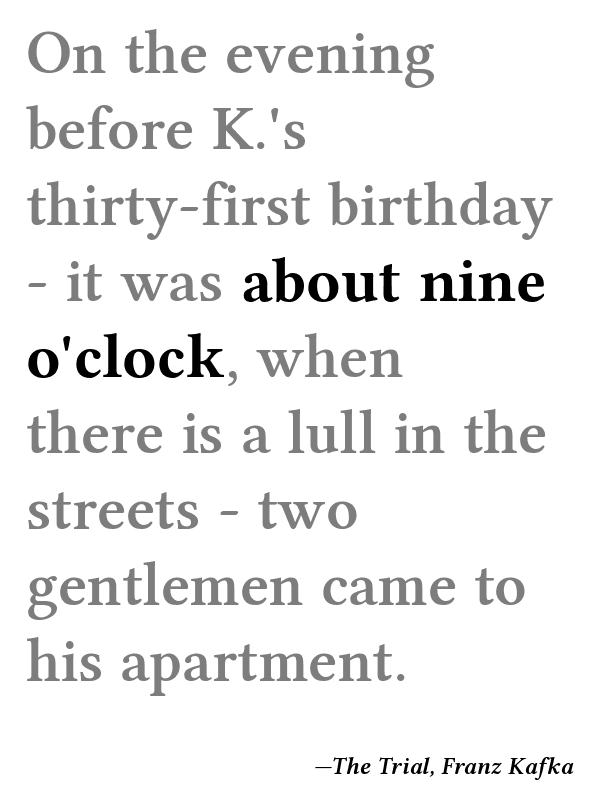 On the evening
before K.'s
thirty-first birthday
- it was about nine
o'clock, when
there is a lull in the
streets - two
gentlemen came to
his apartment.
—The Trial, Franz Kafka